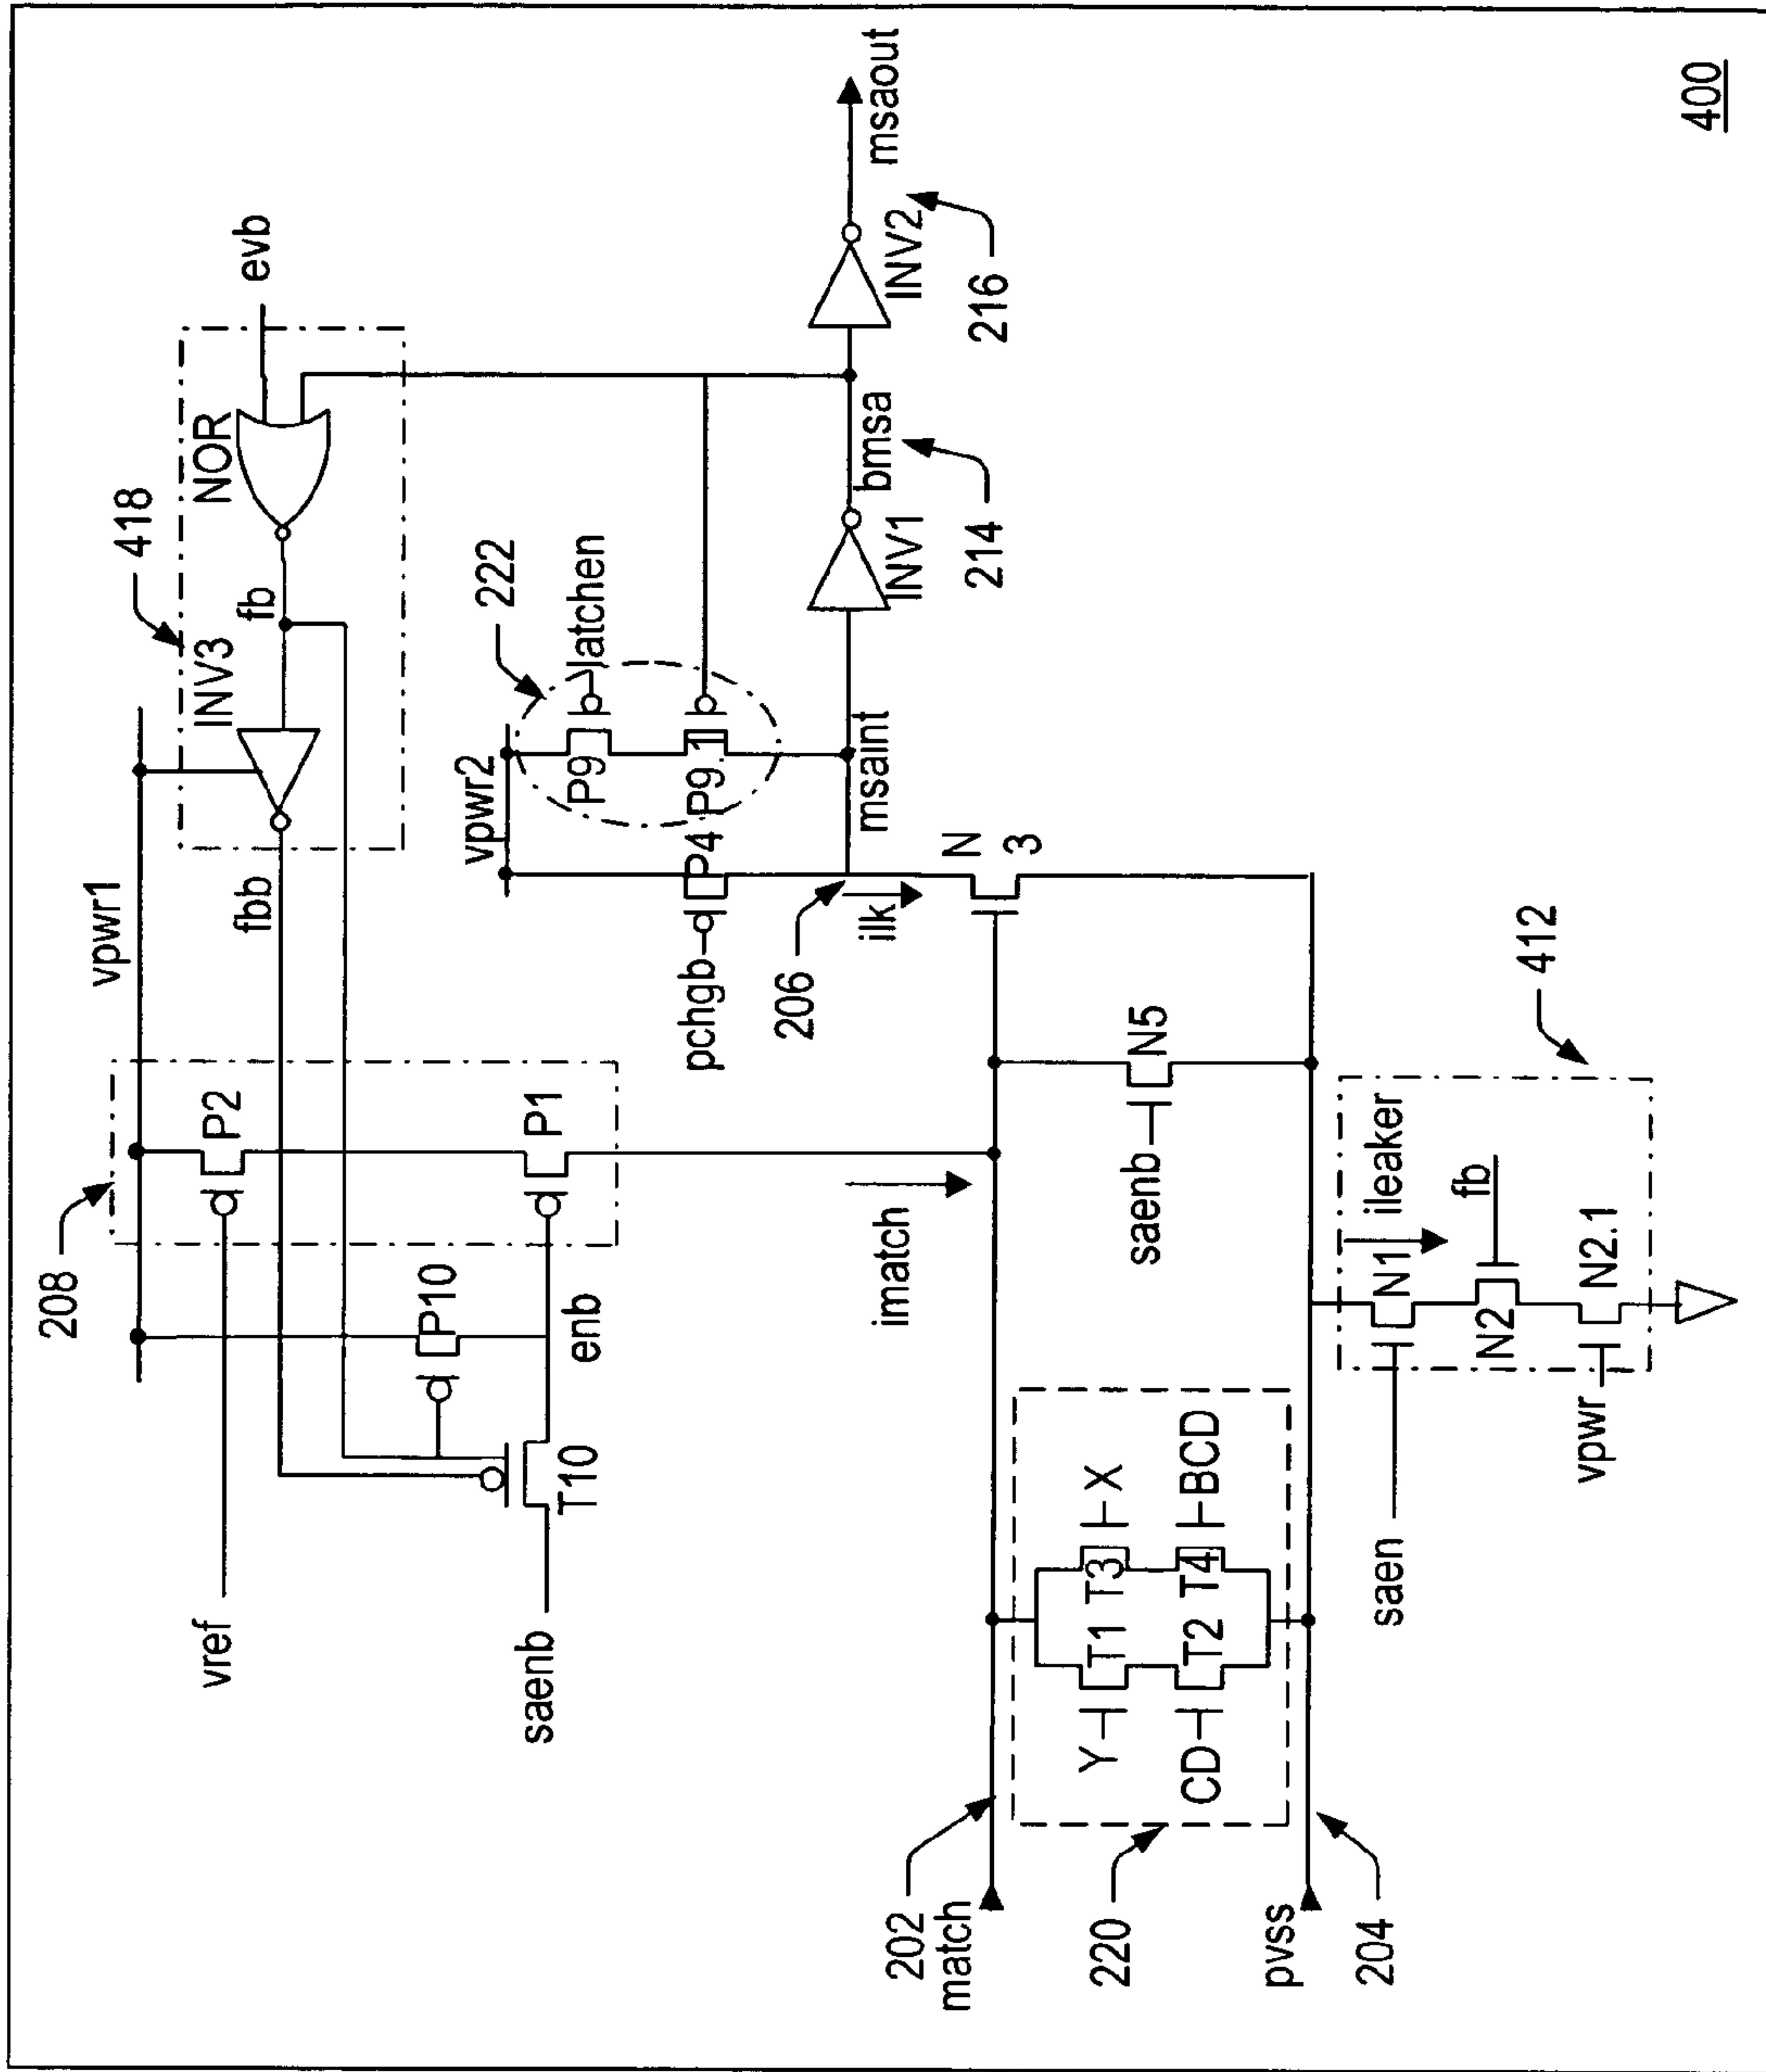 vpwr1
208
P2
P1
vref
P10
enb
saenb
T10
fbb
fb
INV3
418
NOR
evb
vpwr2
222
latchen
P9
P9.1
P4
pchgb
206
ilk
msaint
INV1
bmsa
214
INV2
216
msaout
N
3
imatch
202
match
220
Y
T1
T3
X
CD
T2
T4
BCD
saenb
N5
pvss
204
saen
ileaker
N1
N2
fb
vpwr
N2.1
412
400